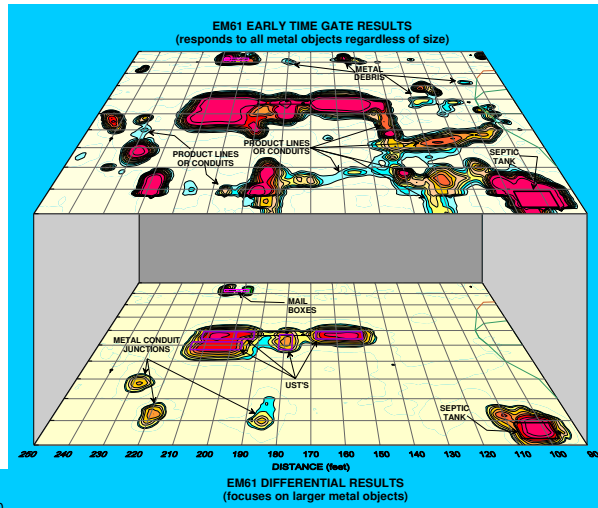 EM61 EARLY TIME GATE RESULTS
(responds to all metal objects regardless of size)
METAL
DEBRIS
PRODUCT LINES
OR CONDUITS
PRODUCT LINES
OR CONDUITS
SEPTIC
TANK
MAIL
BOXES
METAL CONDUIT
JUNCTIONS
UST'S
SEPTIC
TANK
260 250 240 230 220 210 200 190 180 170 160 150 140 130 120 110 100 90
DISTANCE (feet)
EM61 DIFFERENTIAL RESULTS
(focuses on larger metal objects)